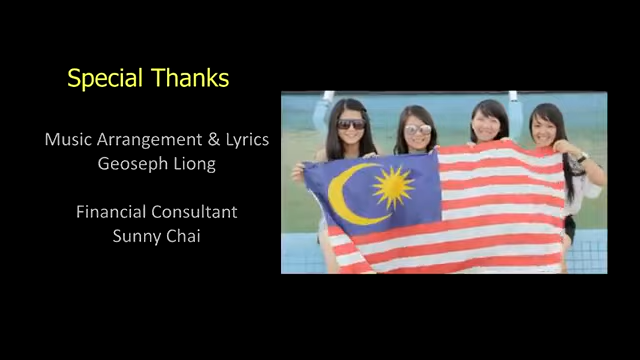 Special Thanks
Music Arrangement & Lyrics
Geoseph Liong
Financial Consultant
Sunny Chai